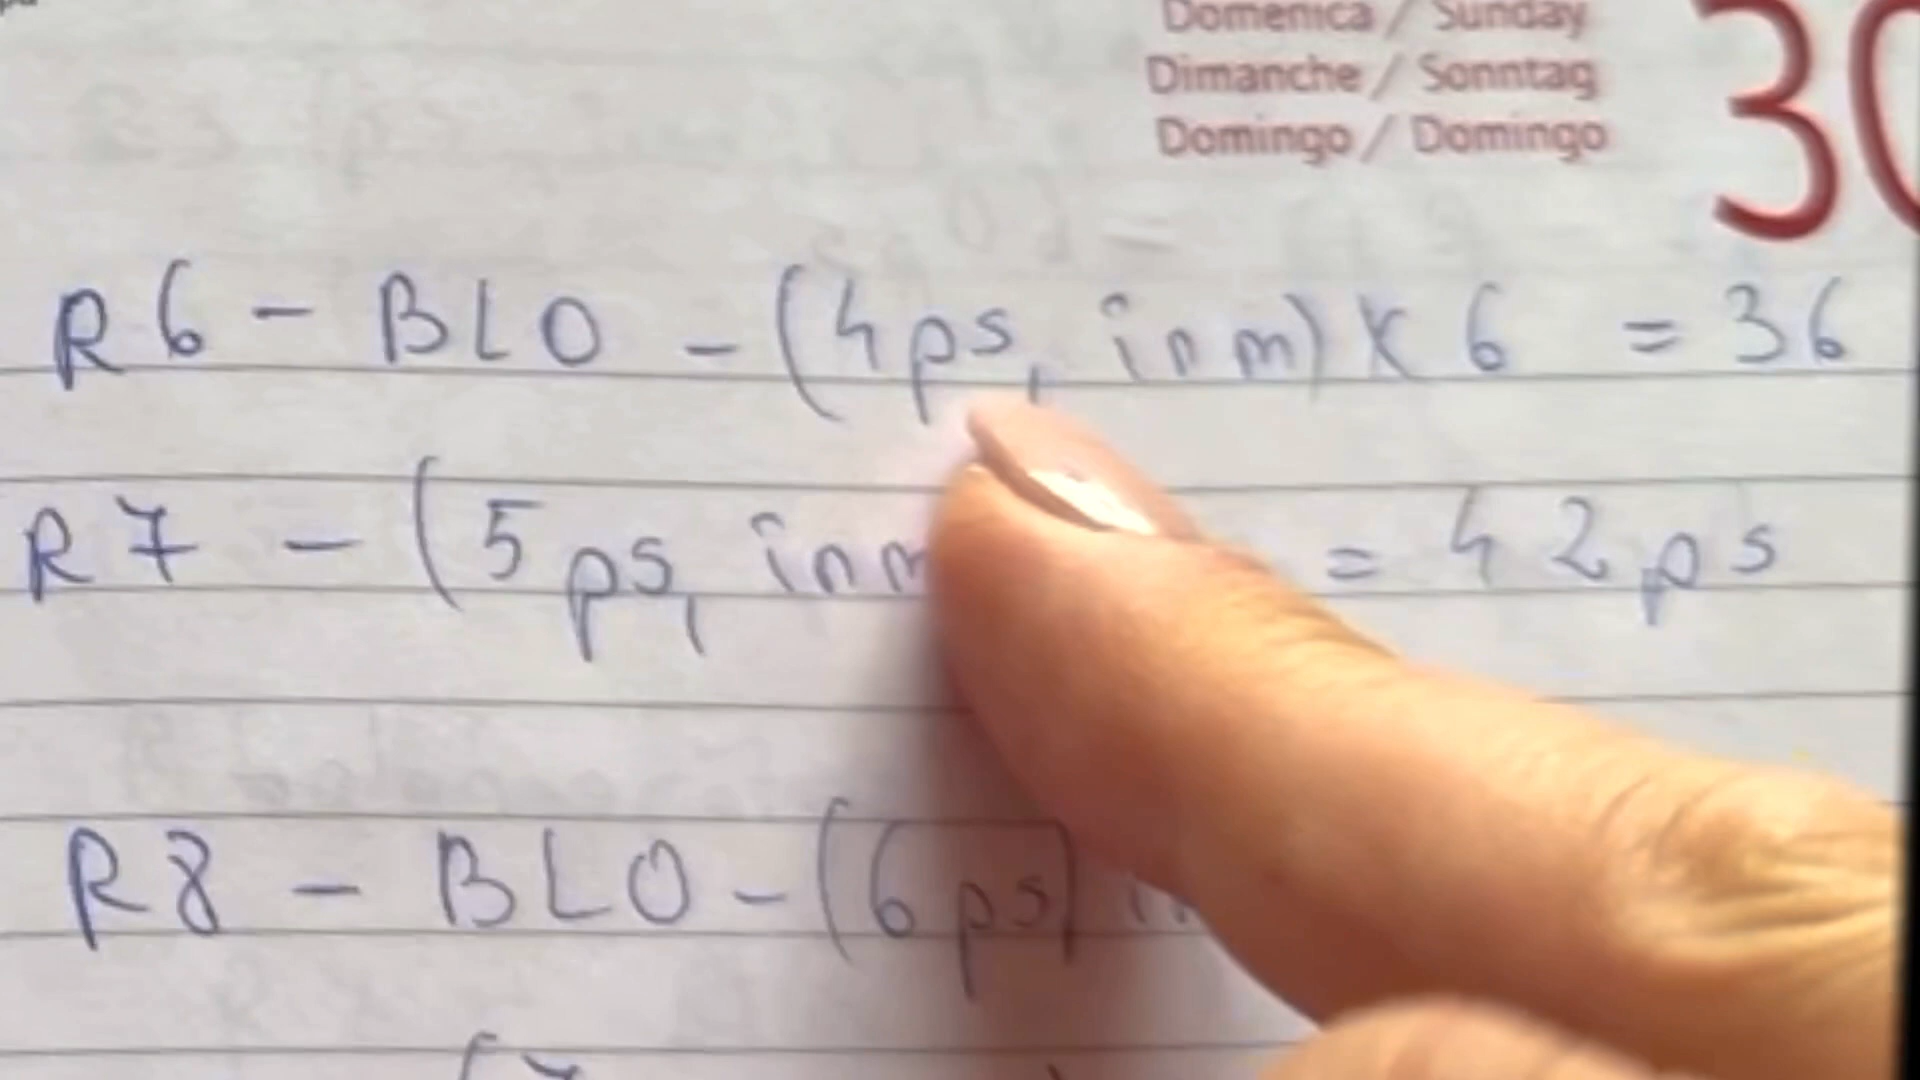 Domenica / Sunday
Dimanche / Sonntag
Domingo / Domingo
30
R6 - BLO - (4ps, inm) x 6 = 36
R7 - (5ps, inm = 42ps
R8 - BLO - (6ps)